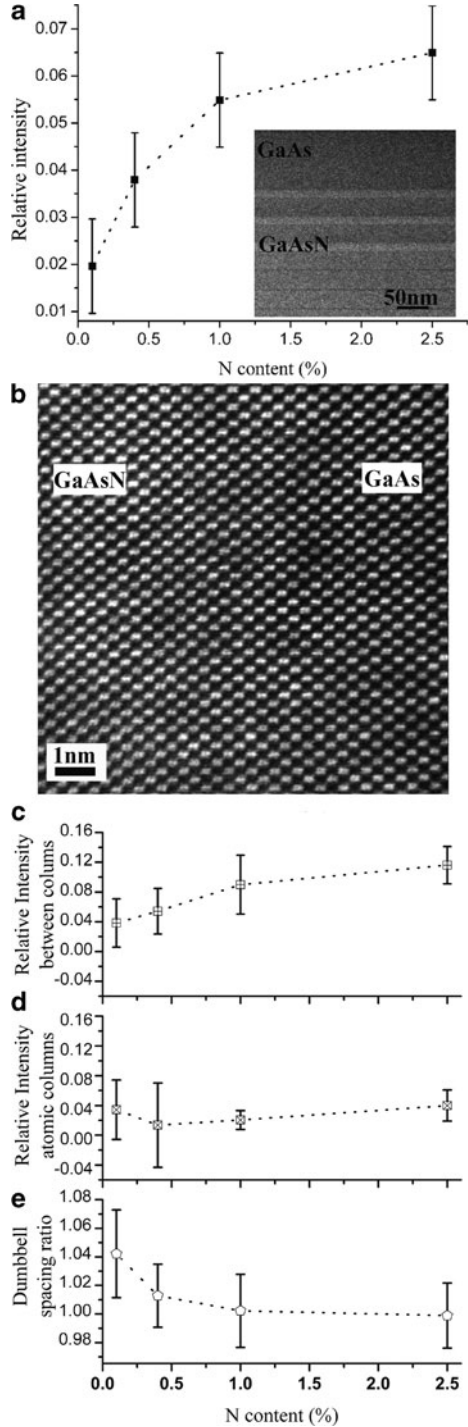 a
0.07
0.06
0.05
0.04
0.03
0.02
0.01
Relative intensity
GaAs
GaAsN
50nm
0.0 0.5 1.0 1.5 2.0 2.5
N content (%)
b
GaAsN GaAs
1nm
c
0.16
0.12
0.08
0.04
0.00
-0.04
Relative Intensity
between colums
d
0.16
0.12
0.08
0.04
0.00
-0.04
Relative Intensity
atomic columns
e
1.08
1.06
1.04
1.02
1.00
0.98
Dumbbell
spacing ratio
0.0 0.5 1.0 1.5 2.0 2.5
N content (%)